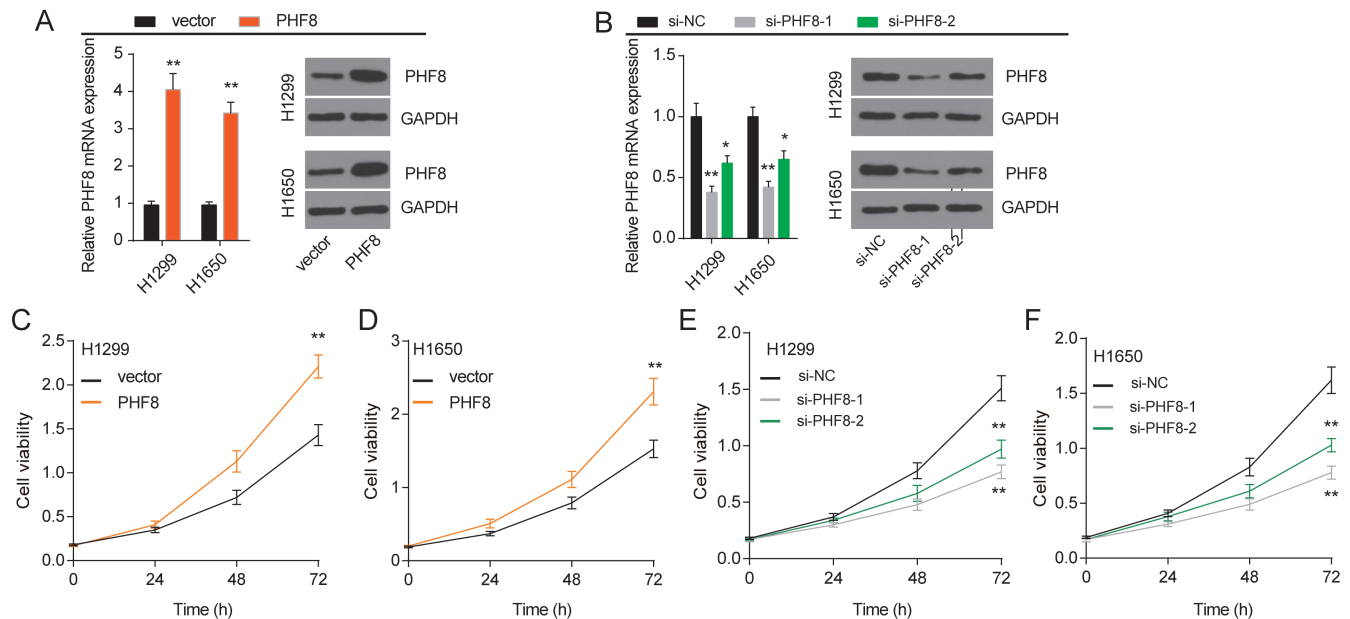 A
vector PHF8
Relative PHF8 mRNA expression
5
4
3
2
1
0
**
**
H1299
H1650
H1299
PHF8
GAPDH
H1650
PHF8
GAPDH
vector
PHF8
B
si-NC si-PHF8-1 si-PHF8-2
Relative PHF8 mRNA expression
1.5
1.0
0.5
0.0
**
*
**
*
H1299
H1650
H1299
PHF8
GAPDH
H1650
PHF8
GAPDH
si-NC
si-PHF8-1
si-PHF8-2
C
H1299
vector
PHF8
**
Cell viability
2.5
2.0
1.5
1.0
0.5
0.0
0 24 48 72
Time (h)
D
H1650
vector
PHF8
**
Cell viability
3
2
1
0
0 24 48 72
Time (h)
E
H1299
si-NC
si-PHF8-1
si-PHF8-2
**
**
Cell viability
2.0
1.5
1.0
0.5
0.0
0 24 48 72
Time (h)
F
H1650
si-NC
si-PHF8-1
si-PHF8-2
**
**
Cell viability
2.0
1.5
1.0
0.5
0.0
0 24 48 72
Time (h)